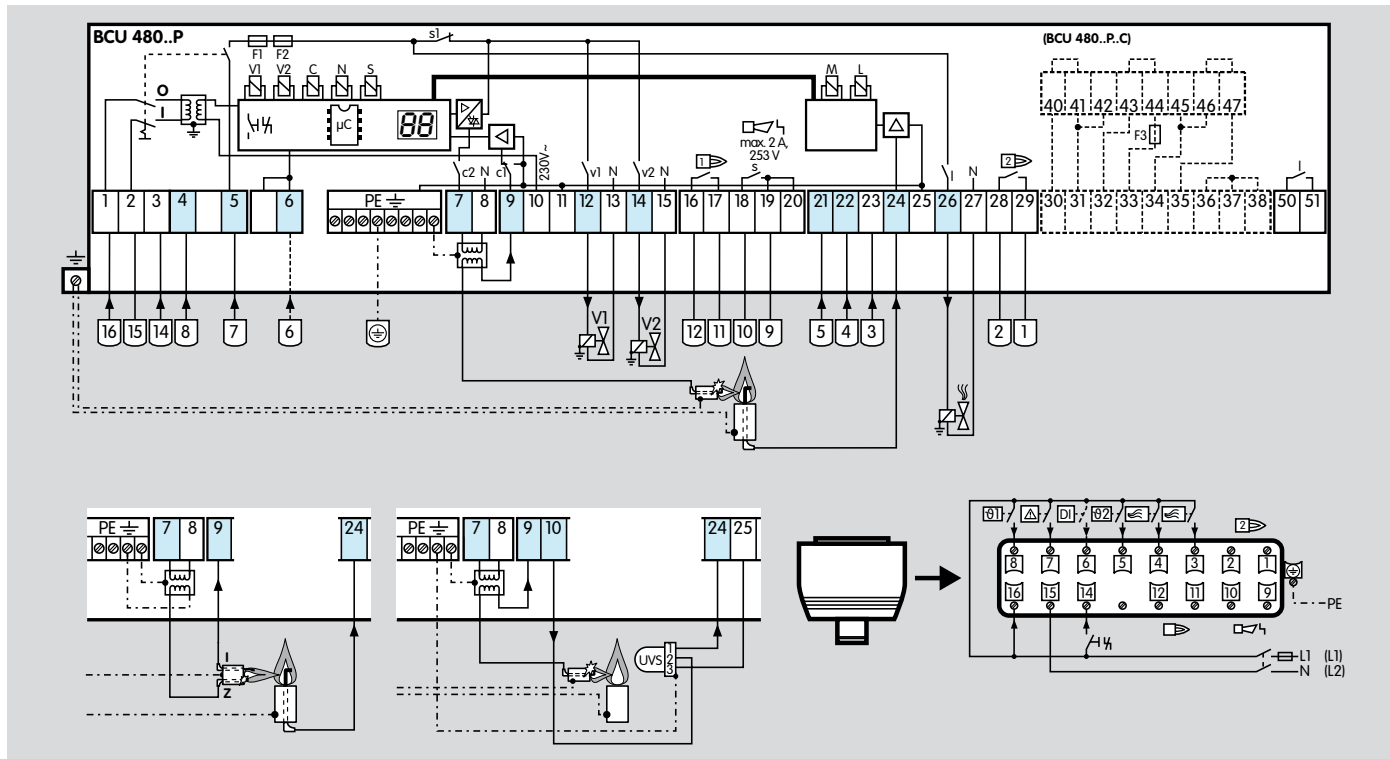 BCU 480..P
(BCU 480..P..C)
s1
F1 F2
V1 V2 C N S
M L
O
I
µC
88
230V~
max. 2 A,
253 V
s
1
2
F3
40 41 42 43 44 45 46 47
c2 N c1
v1 N
v2 N
I N
I
1 2 3 4 5 6
PE
7 8 9 10 11 12 13 14 15 16 17 18 19 20 21 22 23 24 25 26 27 28 29 30 31 32 33 34 35 36 37 38 50 51
16 15 14 8 7 6
V1
V2
12 11 10 9 5 4 3 2 1
PE
7 8 9 24
I
Z
PE
7 8 9 10 24 25
UVS
1
2
3
ϑ1 DI ϑ2
2
8 7 6 5 4 3 2 1
16 15 14 12 11 10 9
PE
L1 (L1)
N (L2)